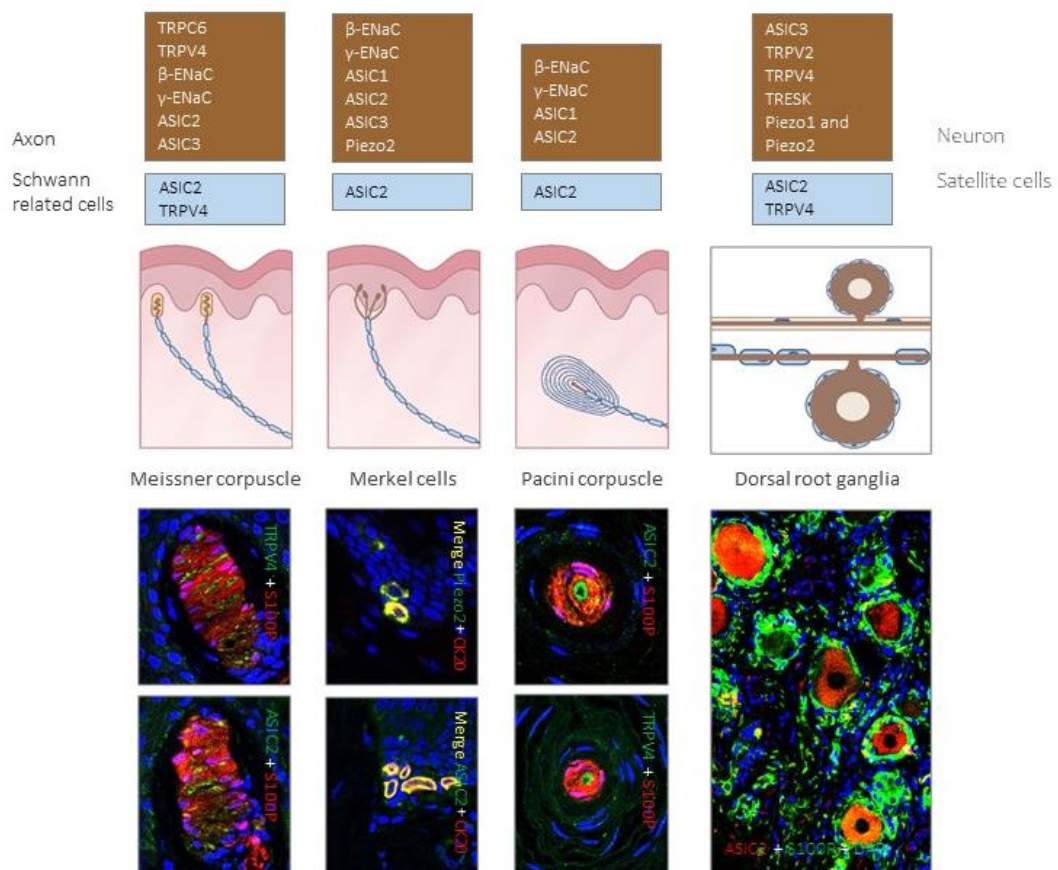 TRPC6
TRPV4
β-ENaC
γ-ENaC
ASIC2
ASIC3
β-ENaC
γ-ENaC
ASIC1
ASIC2
ASIC3
Piezo2
β-ENaC
γ-ENaC
ASIC1
ASIC2
ASIC3
TRPV2
TRPV4
TRESK
Piezo1 and
Piezo2
Axon
Neuron
Schwann
related cells
ASIC2
TRPV4
ASIC2
ASIC2
ASIC2
TRPV4
Satellite cells
Meissner corpuscle
Merkel cells
Pacini corpuscle
Dorsal root ganglia
TRPV4 + S100P
Merge Piezo2 + CK20
ASIC2 + S100P
ASIC2 + S100P
Merge ASIC2 + CK20
TRPV4 + S100P
ASIC2 + S100P +